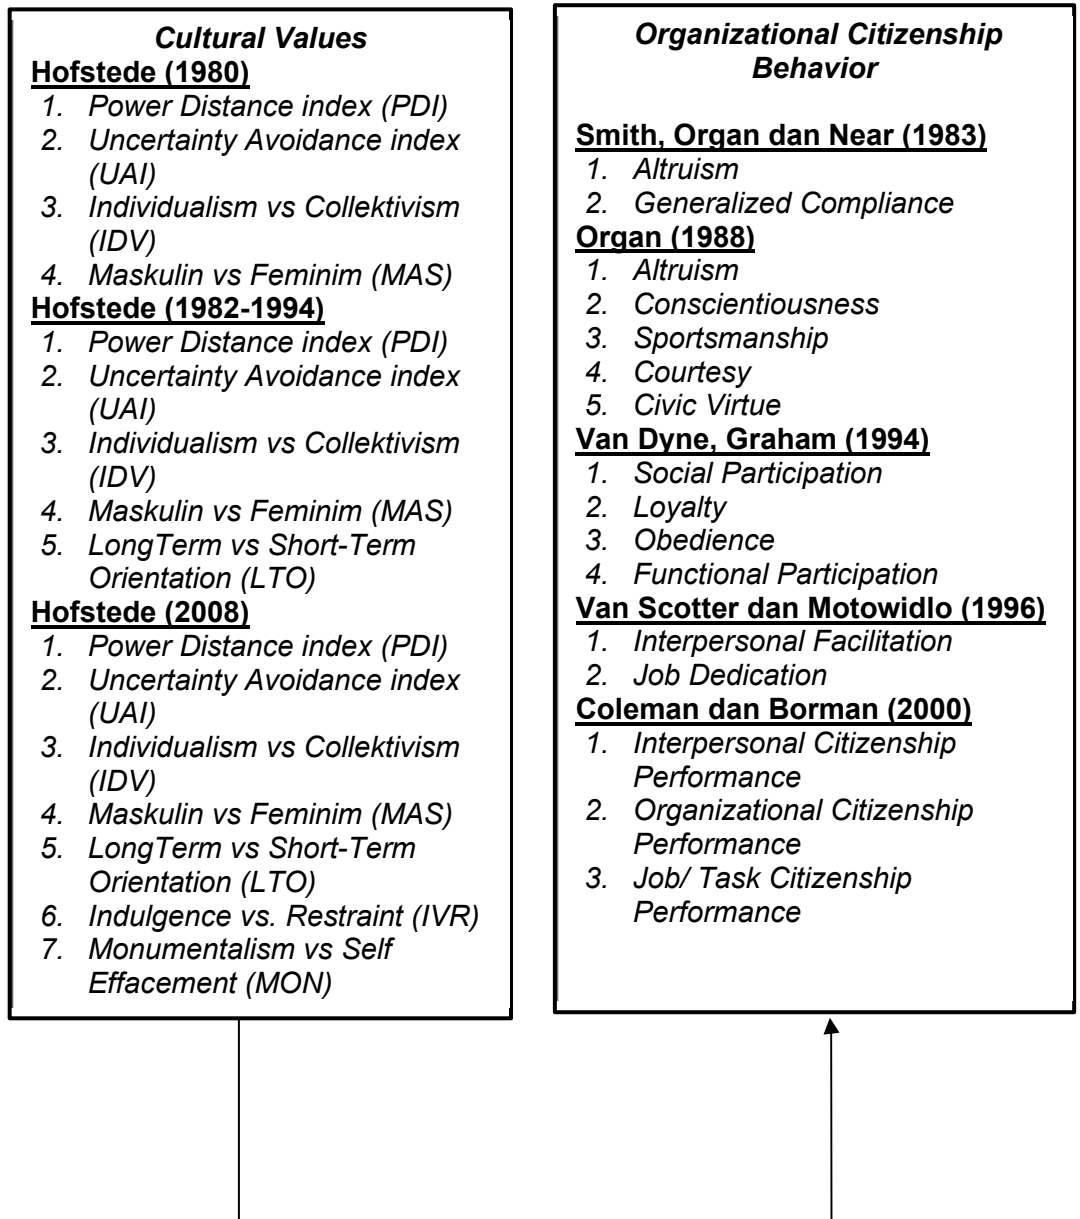 Cultural Values
Hofstede (1980)
1. Power Distance index (PDI)
2. Uncertainty Avoidance index
(UAI)
3. Individualism vs Collektivism
(IDV)
4. Maskulin vs Feminim (MAS)
Hofstede (1982-1994)
1. Power Distance index (PDI)
2. Uncertainty Avoidance index
(UAI)
3. Individualism vs Collektivism
(IDV)
4. Maskulin vs Feminim (MAS)
5. LongTerm vs Short-Term
Orientation (LTO)
Hofstede (2008)
1. Power Distance index (PDI)
2. Uncertainty Avoidance index
(UAI)
3. Individualism vs Collektivism
(IDV)
4. Maskulin vs Feminim (MAS)
5. LongTerm vs Short-Term
Orientation (LTO)
6. Indulgence vs. Restraint (IVR)
7. Monumentalism vs Self
Effacement (MON)
Organizational Citizenship
Behavior
Smith, Organ dan Near (1983)
1. Altruism
2. Generalized Compliance
Organ (1988)
1. Altruism
2. Conscientiousness
3. Sportsmanship
4. Courtesy
5. Civic Virtue
Van Dyne, Graham (1994)
1. Social Participation
2. Loyalty
3. Obedience
4. Functional Participation
Van Scotter dan Motowidlo (1996)
1. Interpersonal Facilitation
2. Job Dedication
Coleman dan Borman (2000)
1. Interpersonal Citizenship
Performance
2. Organizational Citizenship
Performance
3. Job/ Task Citizenship
Performance